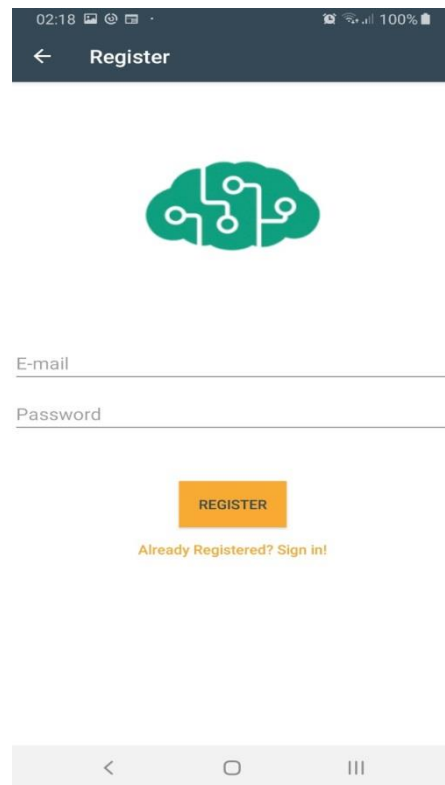 02:18 100%
Register
E-mail
Password
REGISTER
Already Registered? Sign in!